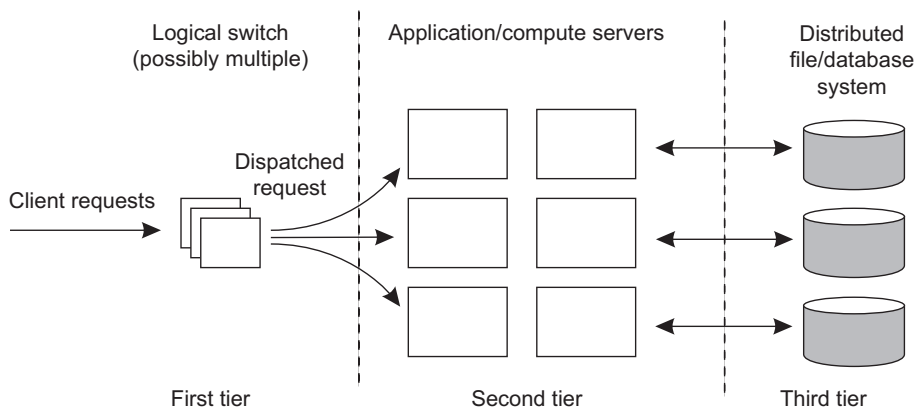 Logical switch
(possibly multiple)
Application/compute servers
Distributed
file/database
system
Dispatched
request
Client requests
First tier
Second tier
Third tier